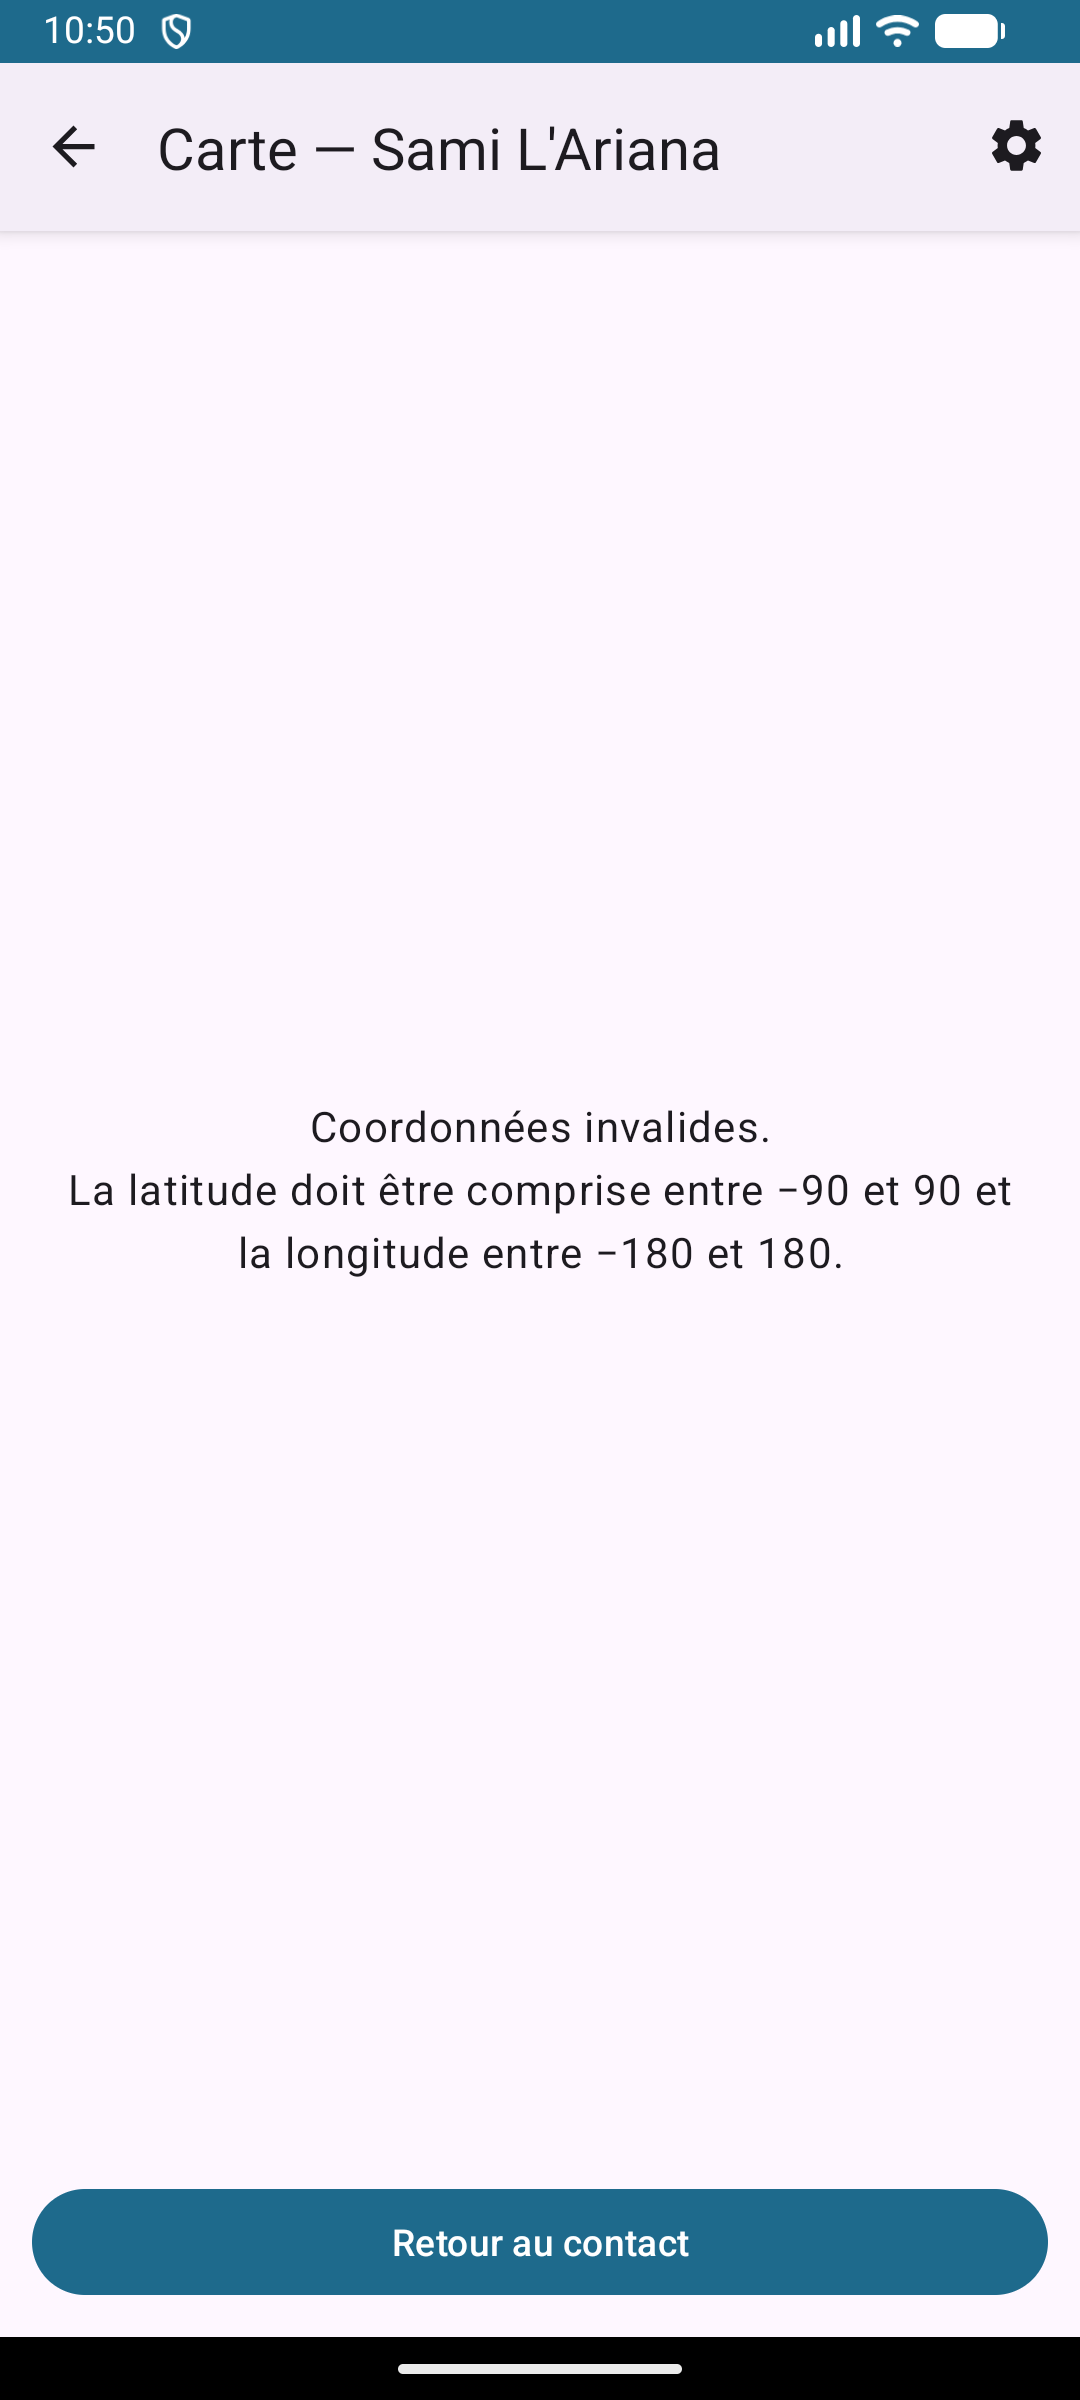 10:50
Carte — Sami L'Ariana
Coordonnées invalides.
La latitude doit être comprise entre −90 et 90 et
la longitude entre −180 et 180.
Retour au contact